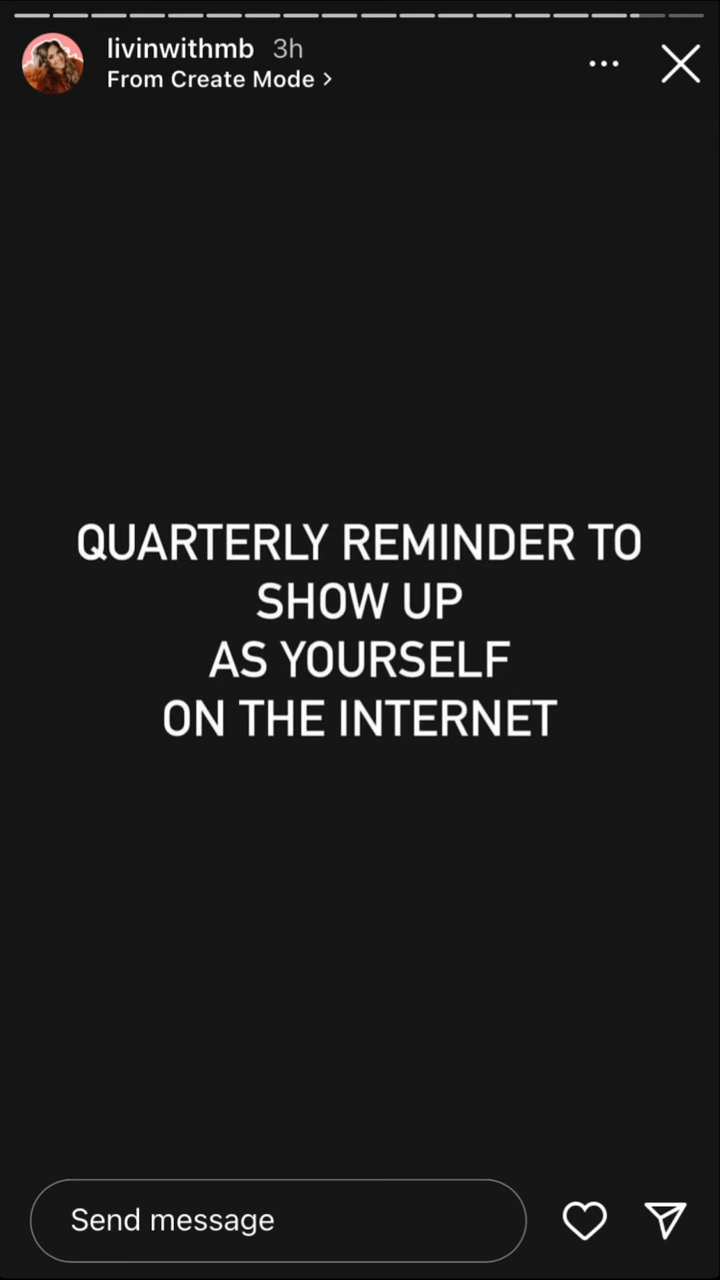 livinwithmb 3h
From Create Mode >
QUARTERLY REMINDER TO
SHOW UP
AS YOURSELF
ON THE INTERNET
Send message